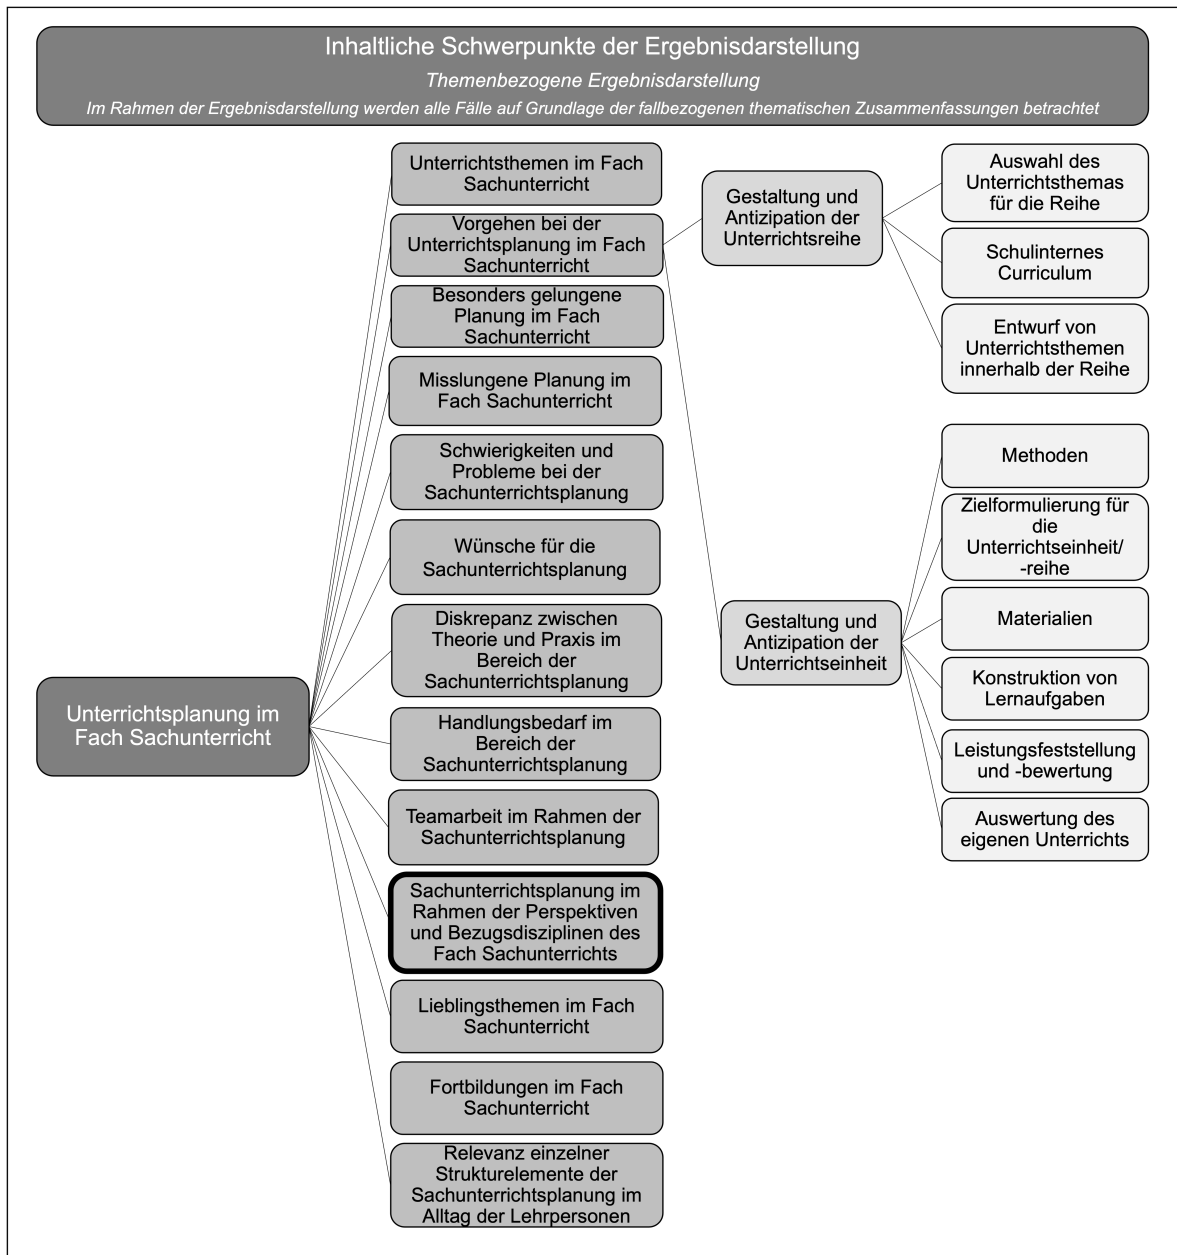 Inhaltliche Schwerpunkte der Ergebnisdarstellung
Themenbezogene Ergebnisdarstellung
Im Rahmen der Ergebnisdarstellung werden alle Fälle auf Grundlage der fallbezogenen thematischen Zusammenfassungen betrachtet
Unterrichtsplanung im
Fach Sachunterricht
Unterrichtsthemen im Fach
Sachunterricht
Vorgehen bei der
Unterrichtsplanung im Fach
Sachunterricht
Besonders gelungene
Planung im Fach
Sachunterricht
Misslungene Planung im
Fach Sachunterricht
Schwierigkeiten und
Probleme bei der
Sachunterrichtsplanung
Wünsche für die
Sachunterrichtsplanung
Diskrepanz zwischen
Theorie und Praxis im
Bereich der
Sachunterrichtsplanung
Handlungsbedarf im
Bereich der
Sachunterrichtsplanung
Teamarbeit im Rahmen der
Sachunterrichtsplanung
Sachunterrichtsplanung im
Rahmen der Perspektiven
und Bezugsdisziplinen des
Fach Sachunterrichts
Lieblingsthemen im Fach
Sachunterricht
Fortbildungen im Fach
Sachunterricht
Relevanz einzelner
Strukturelemente der
Sachunterrichtsplanung im
Alltag der Lehrpersonen
Gestaltung und
Antizipation der
Unterrichtsreihe
Auswahl des
Unterrichtsthemas
für die Reihe
Schulinternes
Curriculum
Entwurf von
Unterrichtsthemen
innerhalb der Reihe
Gestaltung und
Antizipation der
Unterrichtseinheit
Methoden
Zielformulierung für
die
Unterrichtseinheit/
-reihe
Materialien
Konstruktion von
Lernaufgaben
Leistungsfeststellung
und -bewertung
Auswertung des
eigenen Unterrichts